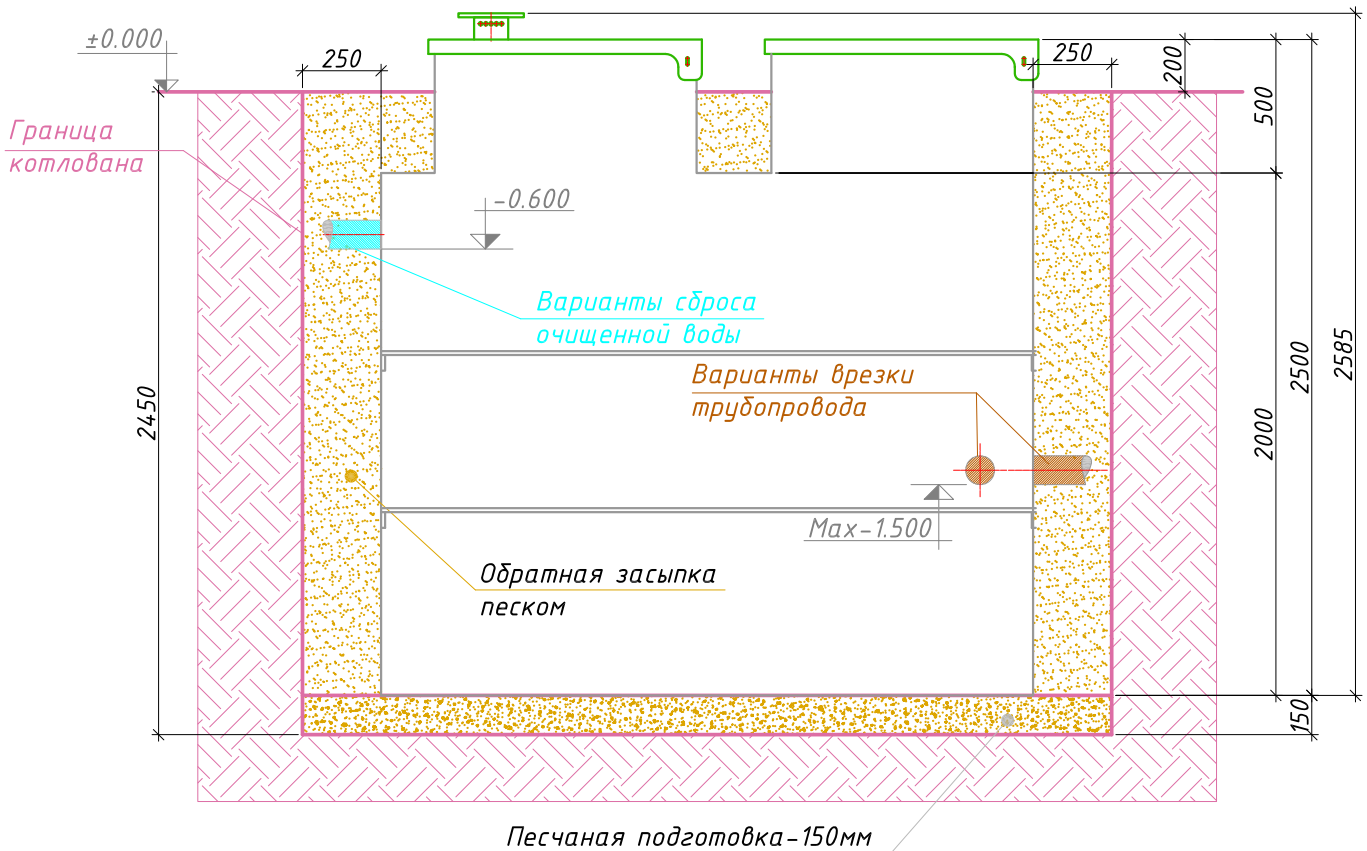 ±0.000
250
250
200
500
Граница
котлована
-0.600
Варианты сброса
очищенной воды
Варианты врезки
трубопровода
2450
2000
2500
2585
Max-1.500
Обратная засыпка
песком
150
Песчаная подготовка-150мм